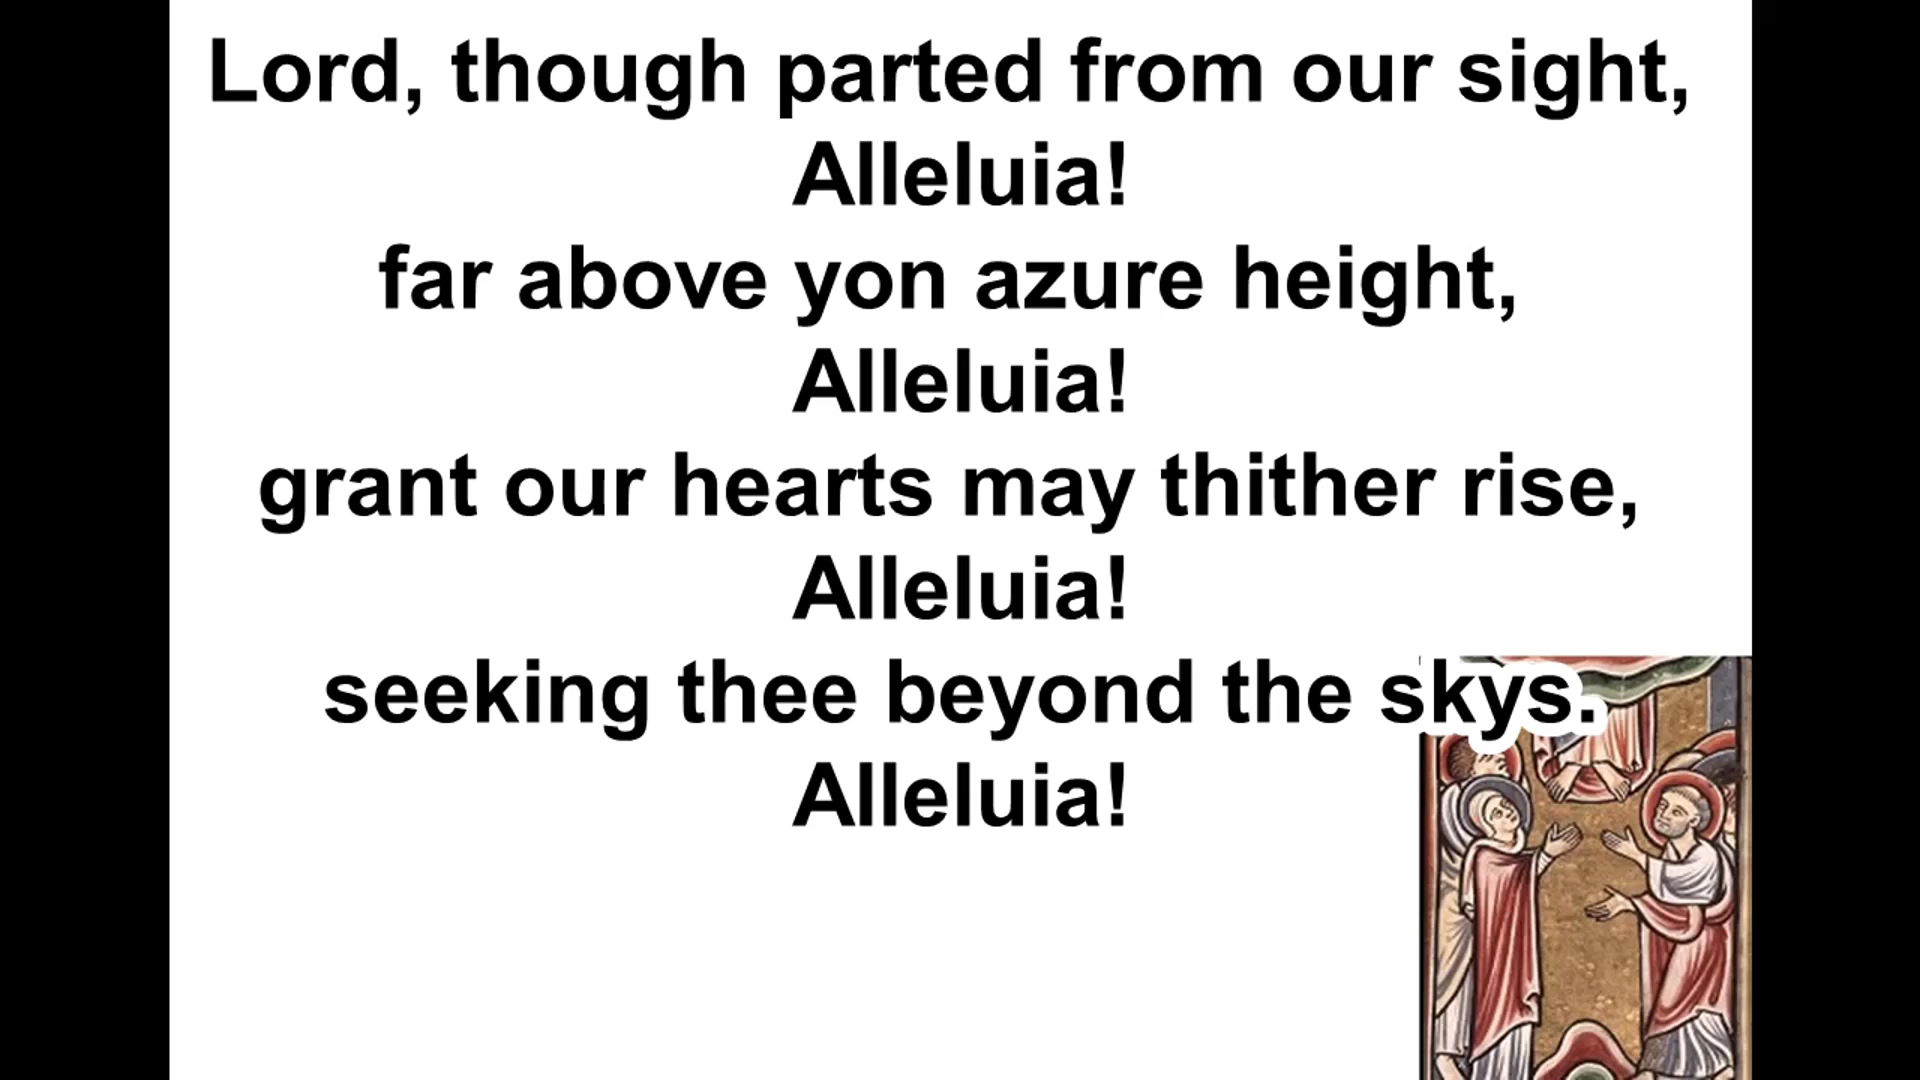 Lord, though parted from our sight,
Alleluia!
far above yon azure height,
Alleluia!
grant our hearts may thither rise,
Alleluia!
seeking thee beyond the skys.
Alleluia!